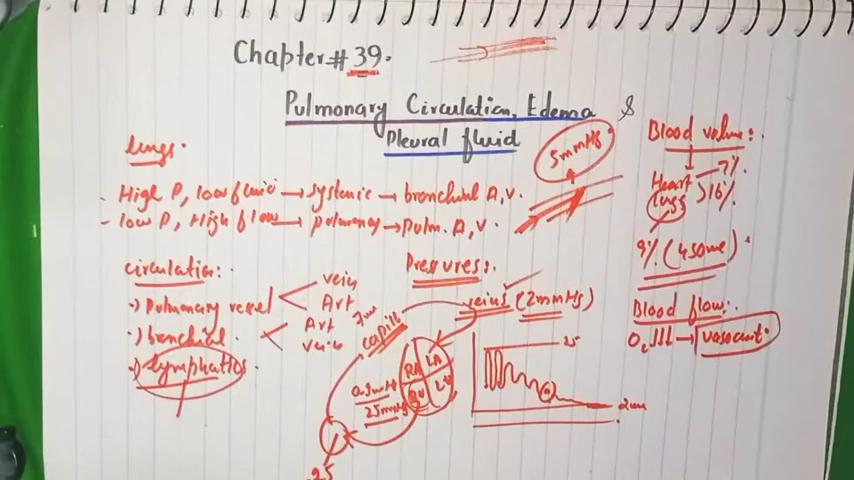 Chapter # 39.
Pulmonary Circulation, Edema &
Pleural fluid
lungs.
- High P, low → systemic → bronchial A, V.
- low P, High flow → pulmonary → Pulm. A, V.
5mmHg.
circulation:
·) Pulmonary vessel
vein
Art
·) bronchial.
Art
vein
·) lymphatics.
Pressures:
veins (2mmHg)
7mm
capill
RA LA
RV LV
25mmHg
25
25
2mm
Blood volume:
Heart 7%.
lungs 16%.
9% (450ml)
Blood flow:
O₂ ↓↓↓ →